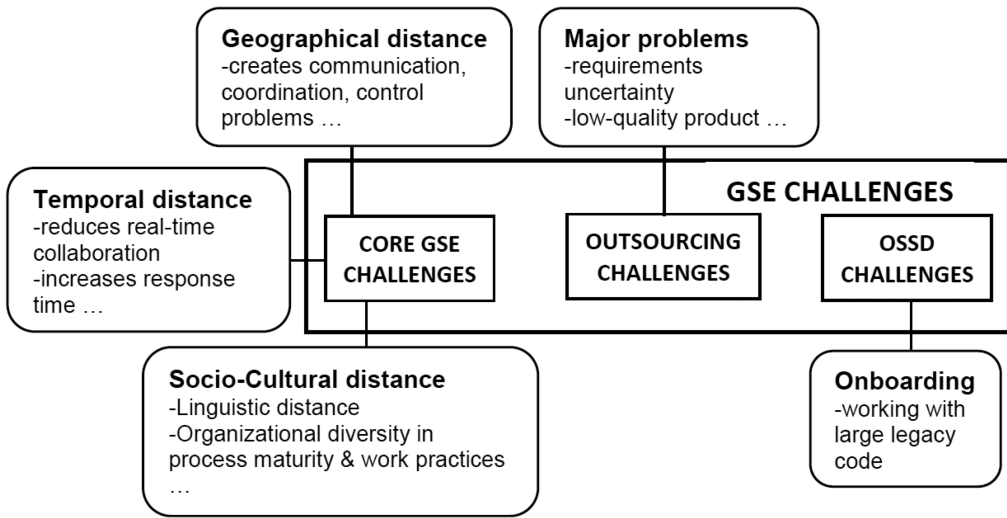 Geographical distance
-creates communication,
coordination, control
problems …
Major problems
-requirements
uncertainty
-low-quality product …
Temporal distance
-reduces real-time
collaboration
-increases response
time …
GSE CHALLENGES
CORE GSE
CHALLENGES
OUTSOURCING
CHALLENGES
OSSD
CHALLENGES
Socio-Cultural distance
-Linguistic distance
-Organizational diversity in
process maturity & work practices
…
Onboarding
-working with
large legacy
code